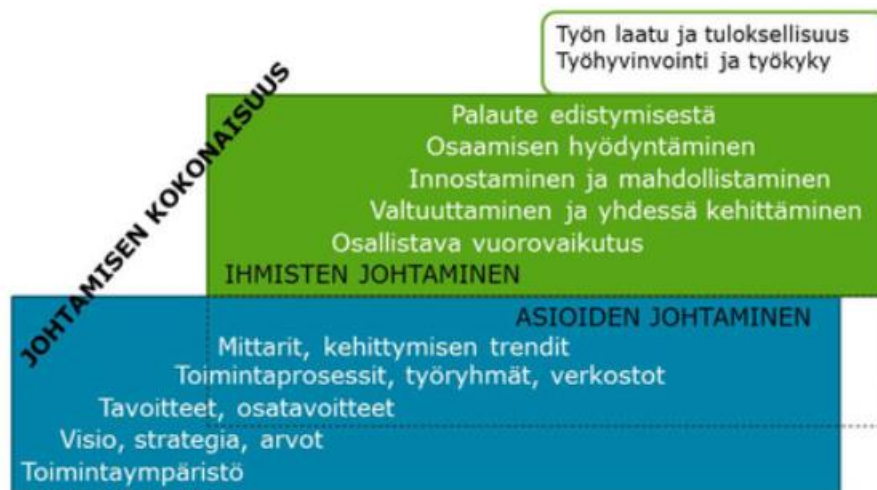 Työn laatu ja tuloksellisuus
Työhyvinvointi ja työkyky
JOHTAMISEN KOKONAISUUS
Palaute edistymisestä
Osaamisen hyödyntäminen
Innostaminen ja mahdollistaminen
Valtuuttaminen ja yhdessä kehittäminen
Osallistava vuorovaikutus
IHMISTEN JOHTAMINEN
ASIOIDEN JOHTAMINEN
Mittarit, kehittymisen trendit
Toimintaprosessit, työryhmät, verkostot
Tavoitteet, osatavoitteet
Visio, strategia, arvot
Toimintaympäristö